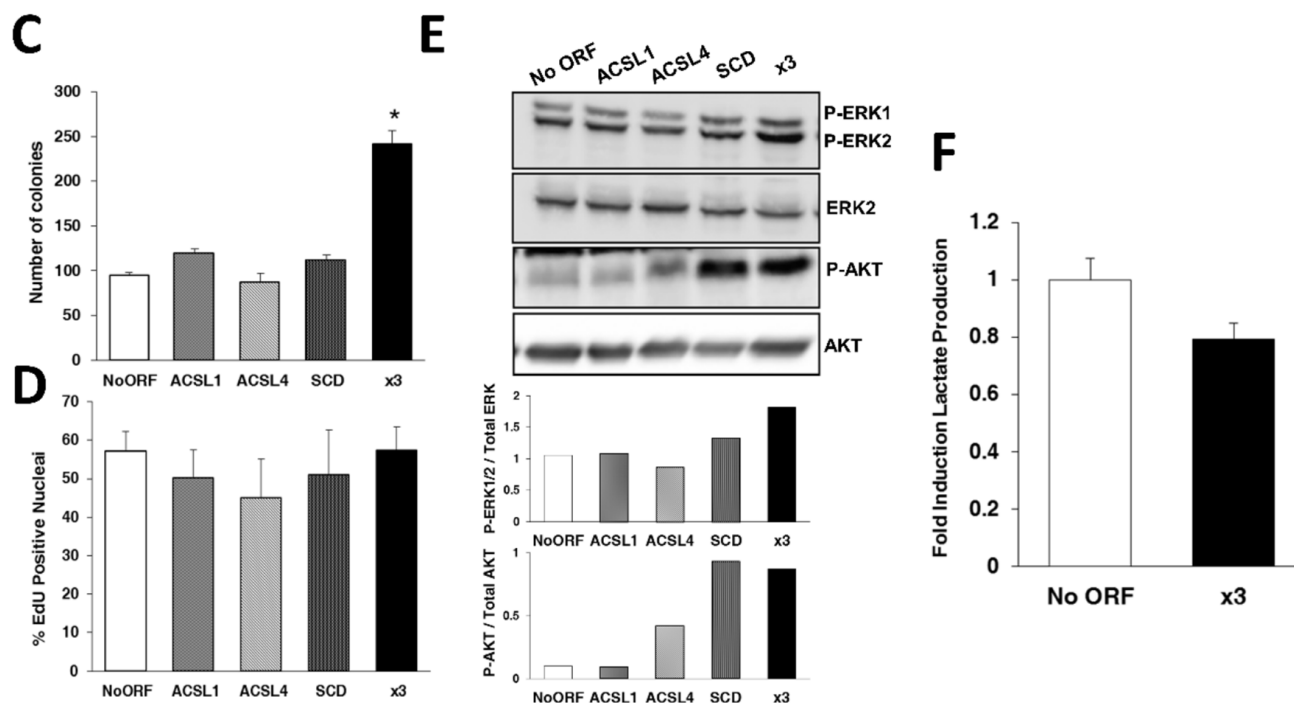 C
Number of colonies
300
250
200
150
100
50
0
*
NoORF ACSL1 ACSL4 SCD x3
D
% EdU Positive Nucleai
70
60
50
40
30
20
10
0
NoORF ACSL1 ACSL4 SCD x3
E
No ORF ACSL1 ACSL4 SCD x3
P-ERK1
P-ERK2
ERK2
P-AKT
AKT
P-ERK1/2 / Total ERK
2
1.5
1
0.5
0
NoORF ACSL1 ACSL4 SCD x3
P-AKT / Total AKT
1
0.5
0
NoORF ACSL1 ACSL4 SCD x3
F
Fold Induction Lactate Production
1.2
1
0.8
0.6
0.4
0.2
0
No ORF x3